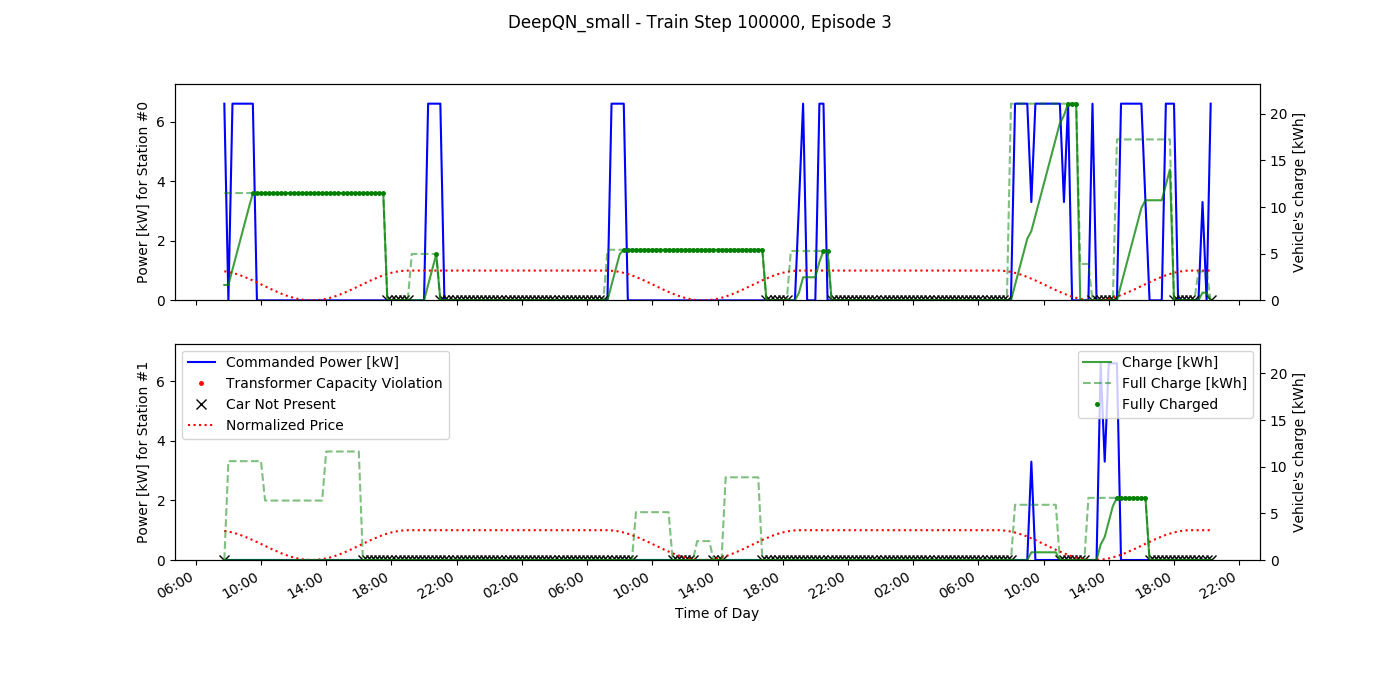 DeepQN_small - Train Step 100000, Episode 3
Power [kW] for Station #0
6
4
2
0
20
15
10
5
0
Vehicle's charge [kWh]
Power [kW] for Station #1
6
4
2
0
Commanded Power [kW]
Transformer Capacity Violation
Car Not Present
Normalized Price
Charge [kWh]
Full Charge [kWh]
Fully Charged
20
15
10
5
0
Vehicle's charge [kWh]
06:00 10:00 14:00 18:00 22:00 02:00 06:00 10:00 14:00 18:00 22:00 02:00 06:00 10:00 14:00 18:00 22:00
Time of Day